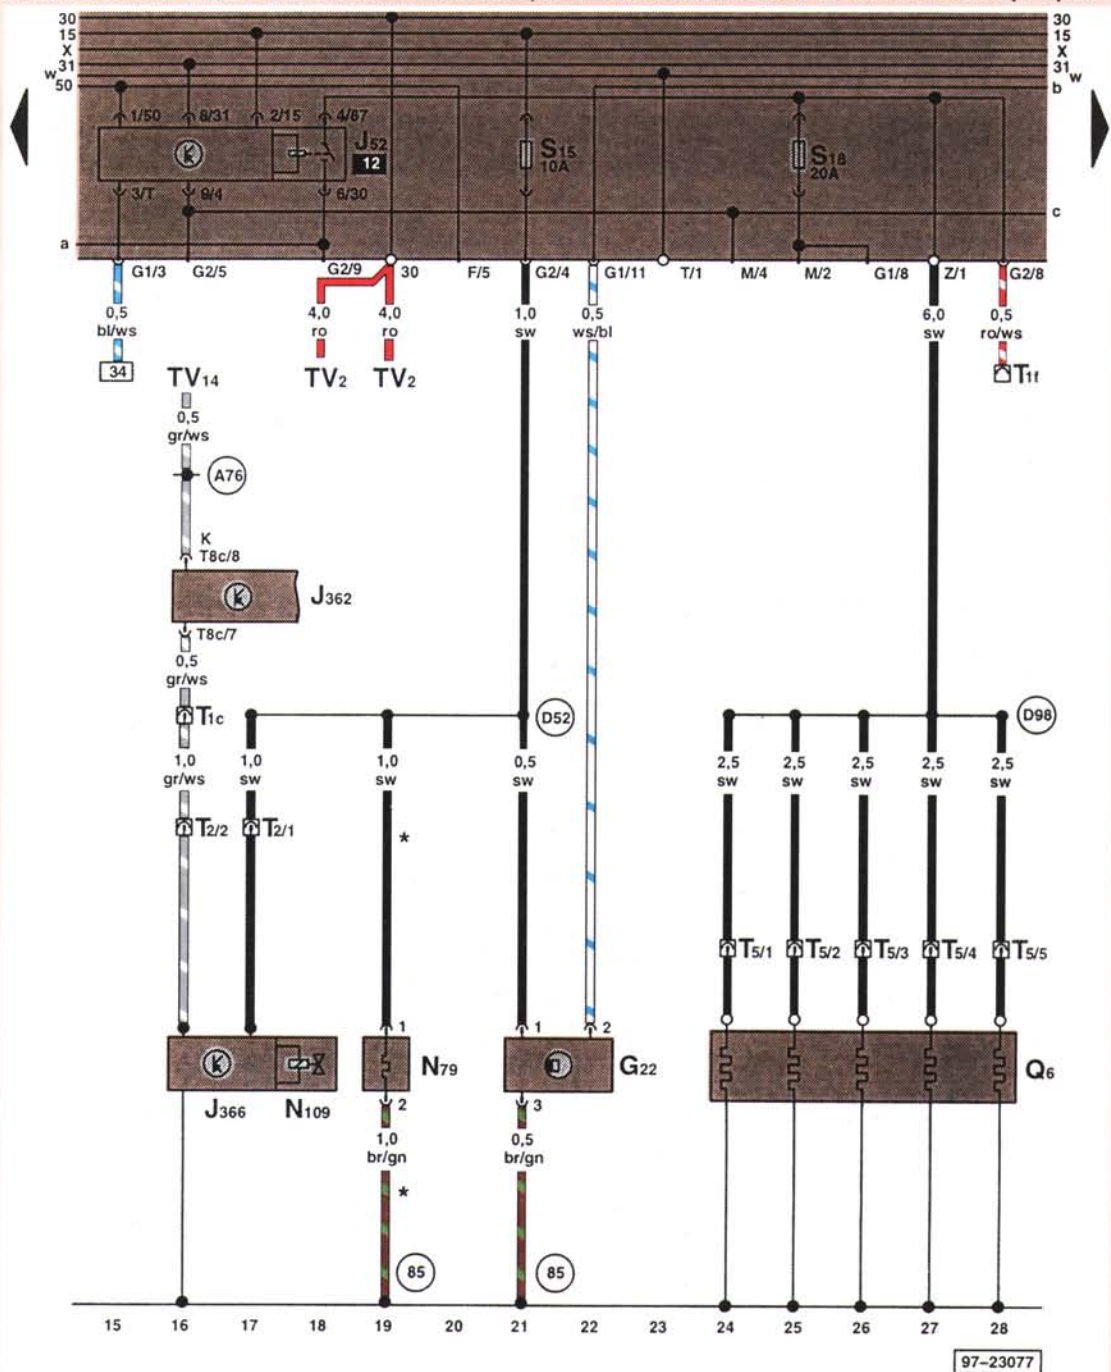 30 30
15 15
X X
31 31
w w
50 b
1/50 8/31 2/15 4/87
J52
12
S15
10A
S18
20A
3/T 9/4 6/30
c
a
G1/3 G2/5 G2/9 30 F/5 G2/4 G1/11 T/1 M/4 M/2 G1/8 Z/1 G2/8
0,5 4,0 4,0 1,0 0,5 6,0 0,5
bl/ws ro ro sw ws/bl sw ro/ws
34 TV14 TV2 TV2 T1f
0,5
gr/ws
A76
K
T8c/8
J362
T8c/7
0,5
gr/ws
T1c D52 D98
1,0 1,0 1,0 0,5 2,5 2,5 2,5 2,5 2,5
gr/ws sw sw sw sw sw sw sw sw
T2/2 T2/1 *
T5/1 T5/2 T5/3 T5/4 T5/5
1 1 2
N79 G22 Q6
J366 N109 2 3
1,0 0,5
br/gn br/gn
*
85 85
15 16 17 18 19 20 21 22 23 24 25 26 27 28
97-23077